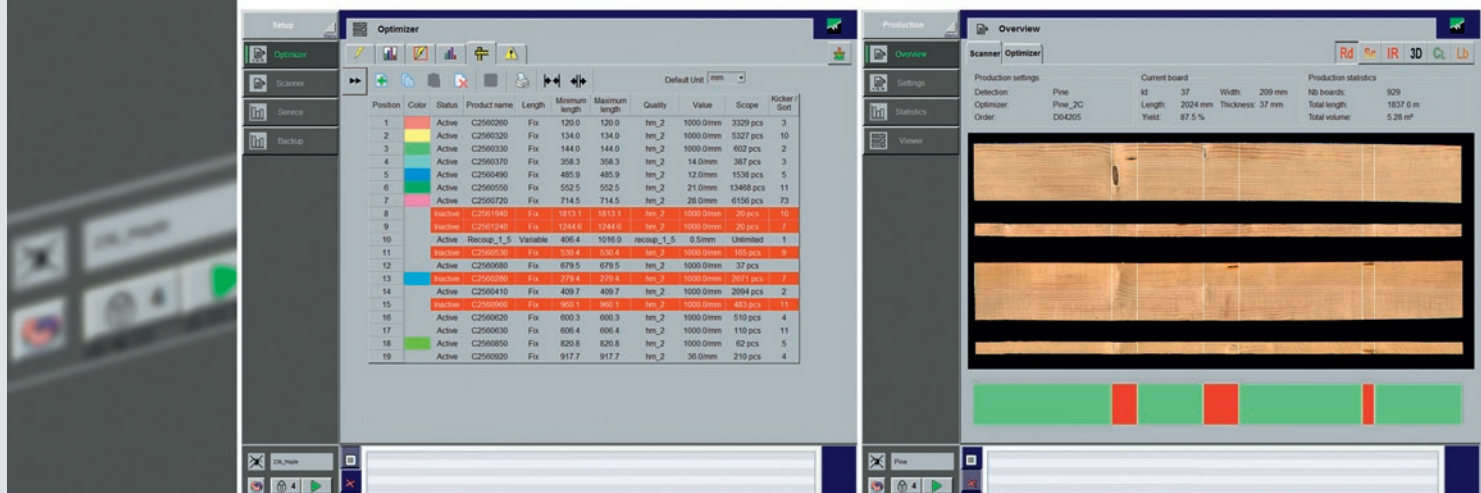 Setup
Menu
Optimizer
Scanner
Service
Backup
Optimizer
Default Unit mm
Position Color Status Product name Length Minimum length Maximum length Quality Value Scope Kicker / Sort
1 Active C2560260 Fix 120.0 120.0 hm_2 1000.0/mm 3329 pcs 3
2 Active C2560320 Fix 134.0 134.0 hm_2 1000.0/mm 5327 pcs 10
3 Active C2560330 Fix 144.0 144.0 hm_2 1000.0/mm 602 pcs 2
4 Active C2560370 Fix 358.3 358.3 hm_2 14.0/mm 387 pcs 3
5 Active C2560490 Fix 485.9 485.9 hm_2 12.0/mm 1538 pcs 5
6 Active C2560550 Fix 552.5 552.5 hm_2 21.0/mm 13468 pcs 11
7 Active C2560720 Fix 714.5 714.5 hm_2 28.0/mm 6156 pcs 73
8 Inactive C2561940 Fix 1813.1 1813.1 hm_2 1000.0/mm 20 pcs 10
9 Inactive C2561240 Fix 1244.6 1244.6 hm_2 1000.0/mm 20 pcs 7
10 Active Recoup_1_5 Variable 406.4 1016.0 recoup_1_5 0.5/mm Unlimited 1
11 Inactive C2560530 Fix 530.4 530.4 hm_2 1000.0/mm 165 pcs 9
12 Active C2560680 Fix 679.5 679.5 hm_2 1000.0/mm 37 pcs
13 Inactive C2560280 Fix 279.4 279.4 hm_2 1000.0/mm 2071 pcs 7
14 Active C2560410 Fix 409.7 409.7 hm_2 1000.0/mm 2094 pcs 2
15 Inactive C2560960 Fix 960.1 960.1 hm_2 1000.0/mm 483 pcs 11
16 Active C2560620 Fix 600.3 600.3 hm_2 1000.0/mm 510 pcs 4
17 Active C2560630 Fix 606.4 606.4 hm_2 1000.0/mm 110 pcs 11
18 Active C2560850 Fix 820.8 820.8 hm_2 1000.0/mm 62 pcs 5
19 Active C2560920 Fix 917.7 917.7 hm_2 36.0/mm 210 pcs 4
4
Production
Menu
Overview
Settings
Statistics
Viewer
Overview
Scanner Optimizer
Rd Sc IR 3D CL Lb
Production settings Current board Production statistics
Detection: Pine Id: 37 Width: 209 mm Nb boards: 929
Optimizer: Pine_2C Length: 2024 mm Thickness: 37 mm Total length: 1837.0 m
Order: D04205 Yield: 87.5 % Total volume: 5.28 m³
Pine
4